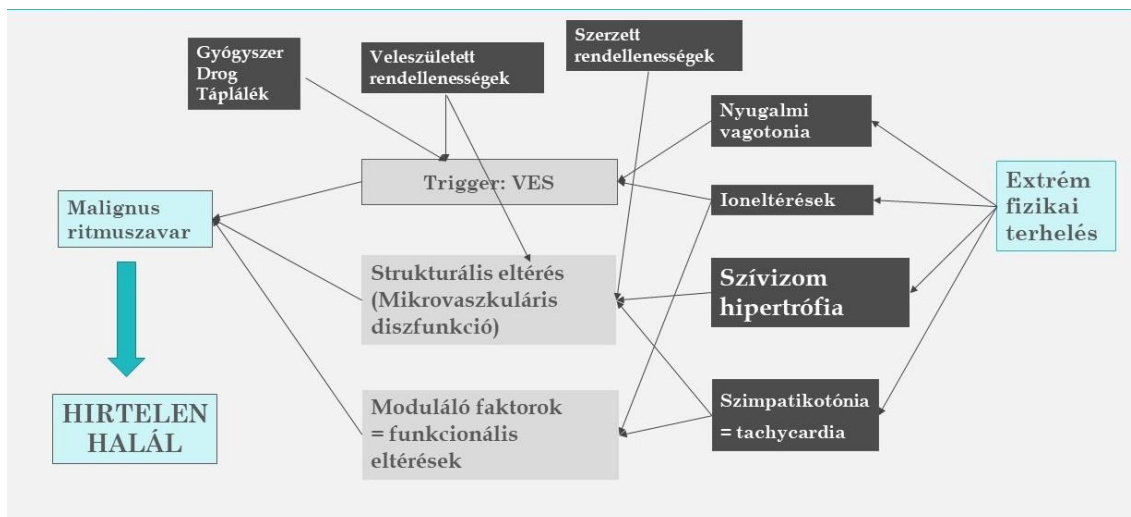 Gyógyszer
Drog
Táplálék
Veleszületett
rendellenességek
Szerzett
rendellenességek
Nyugalmi
vagotonia
Trigger: VES
Malignus
ritmuszavar
Ioneltérések
Extrém
fizikai
terhelés
Strukturális eltérés
(Mikrovaszkuláris
diszfunkció)
Szívizom
hipertrófia
HIRTELEN
HALÁL
Moduláló faktorok
= funkcionális
eltérések
Szimpatikotónia
= tachycardia